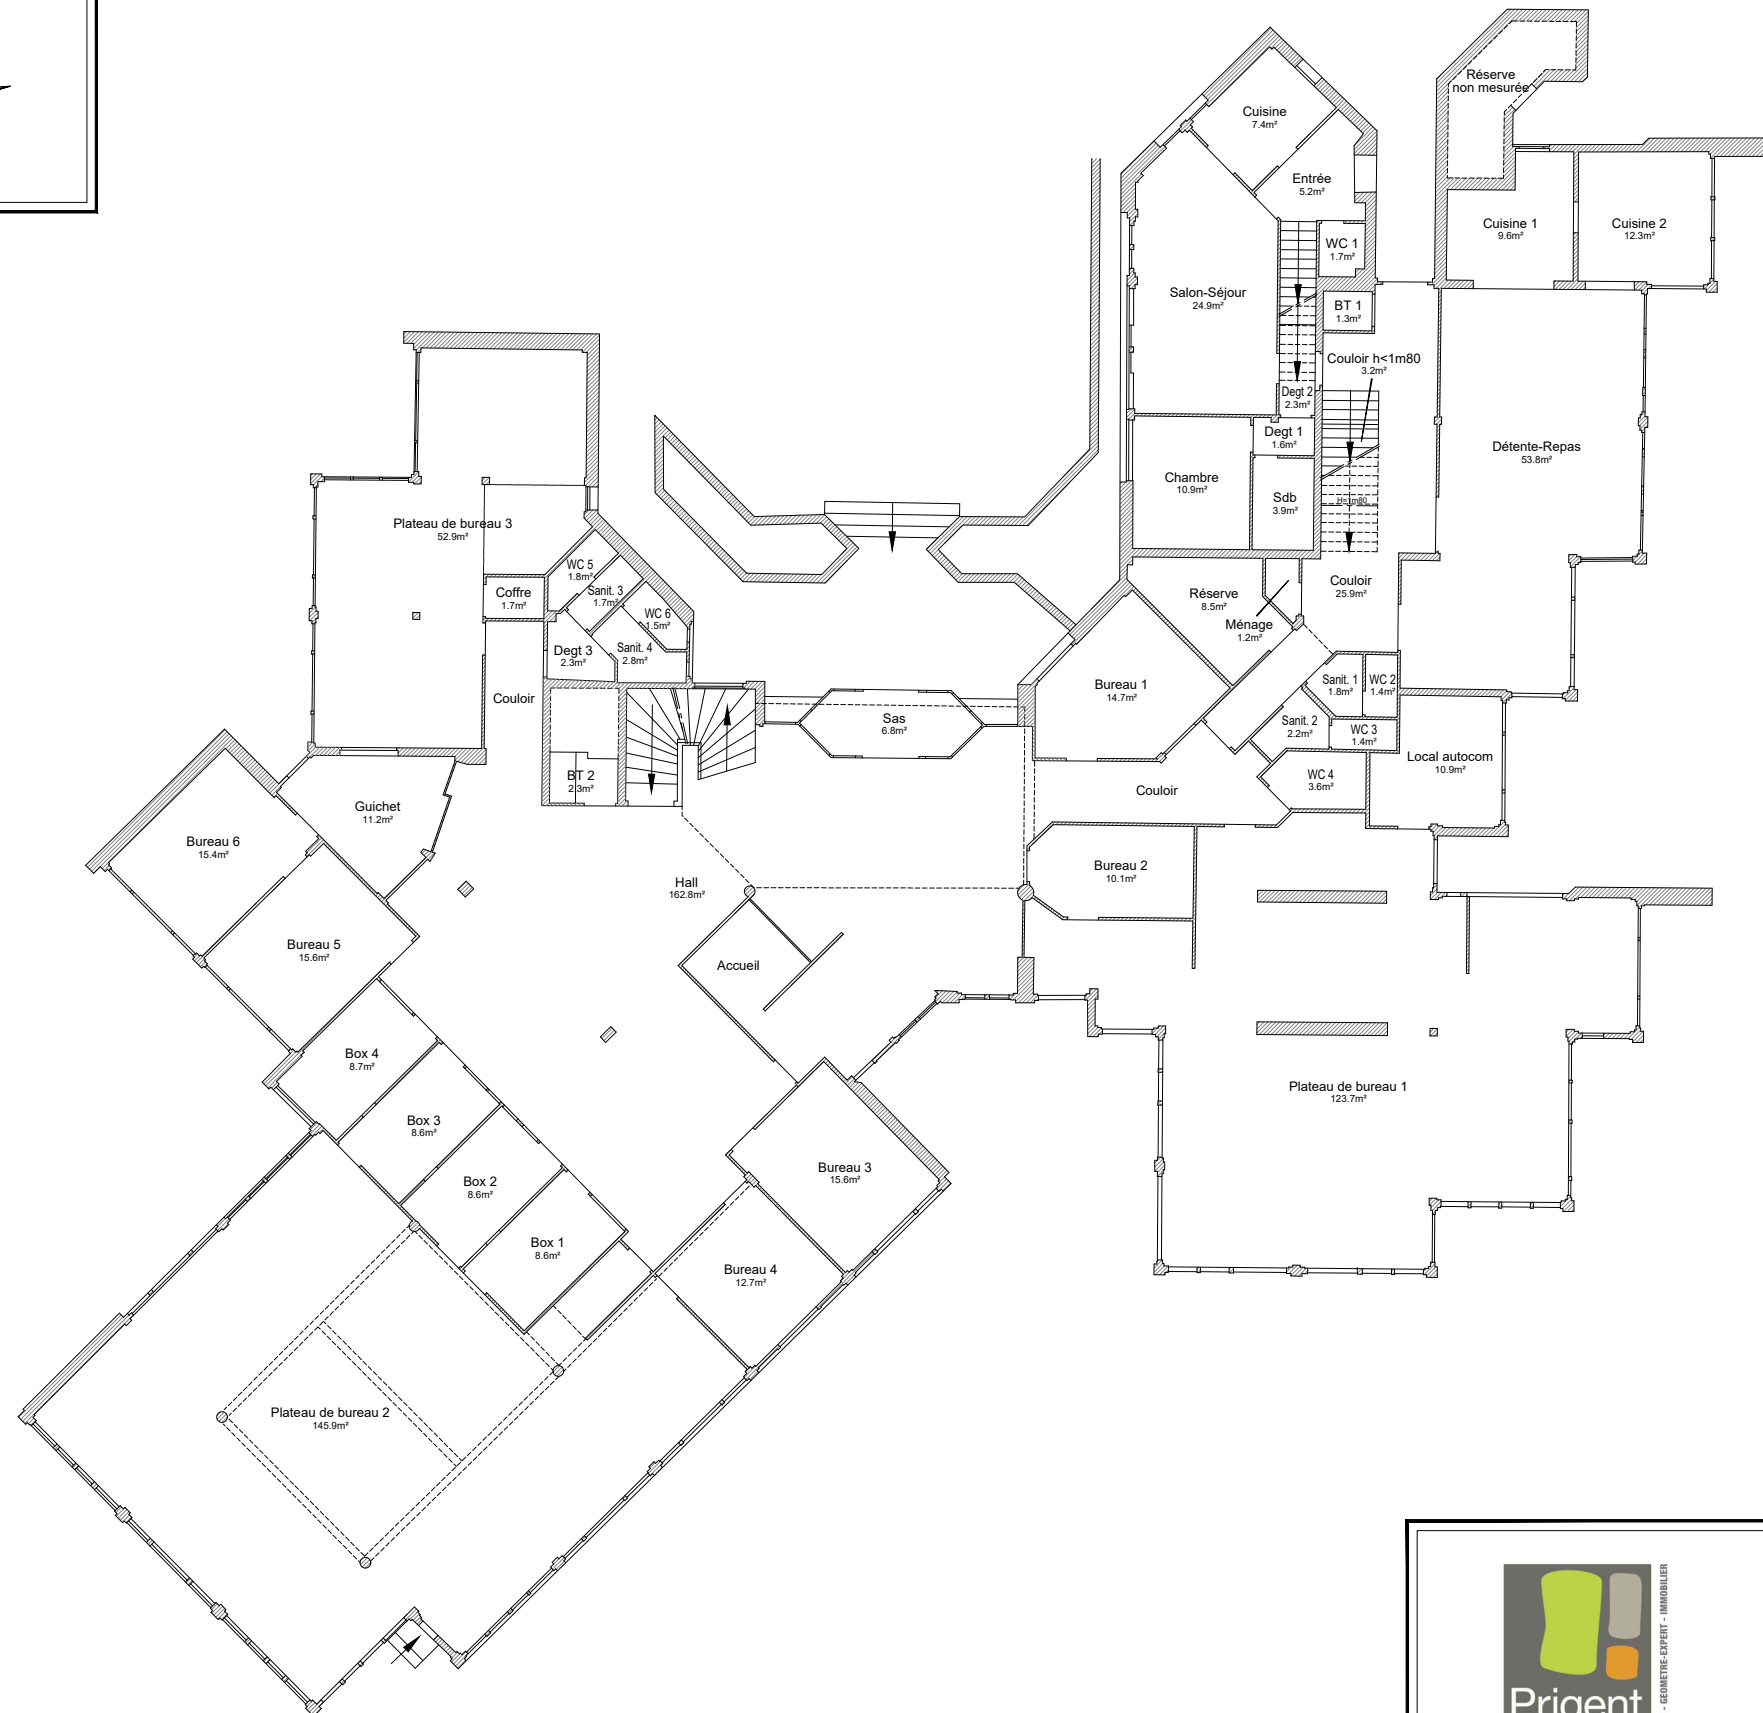 Réserve
non mesurée
Cuisine
7.4m²
Entrée
5.2m²
Cuisine 1
9.6m²
Cuisine 2
12.3m²
WC 1
1.7m²
Salon-Séjour
24.9m²
BT 1
1.3m²
Couloir h<1m80
3.2m²
Degt 2
2.3m²
Degt 1
1.6m²
Détente-Repas
53.8m²
Chambre
10.9m²
Sdb
3.9m²
H=1m80
Plateau de bureau 3
52.9m²
WC 5
1.8m²
Sanit. 3
1.7m²
Coffre
1.7m²
WC 6
1.5m²
Degt 3
2.3m²
Sanit. 4
2.8m²
Couloir
Réserve
8.5m²
Ménage
1.2m²
Couloir
25.9m²
Bureau 1
14.7m²
Sanit. 1
1.8m²
WC 2
1.4m²
Sas
6.8m²
Sanit. 2
2.2m²
WC 3
1.4m²
Local autocom
10.9m²
BT 2
2.3m²
WC 4
3.6m²
Couloir
Guichet
11.2m²
Bureau 6
15.4m²
Bureau 2
10.1m²
Hall
162.8m²
Bureau 5
15.6m²
Accueil
Box 4
8.7m²
Plateau de bureau 1
123.7m²
Box 3
8.6m²
Bureau 3
15.6m²
Box 2
8.6m²
Box 1
8.6m²
Bureau 4
12.7m²
Plateau de bureau 2
145.9m²
Prigent
- GEOMETRE-EXPERT - IMMOBILIER